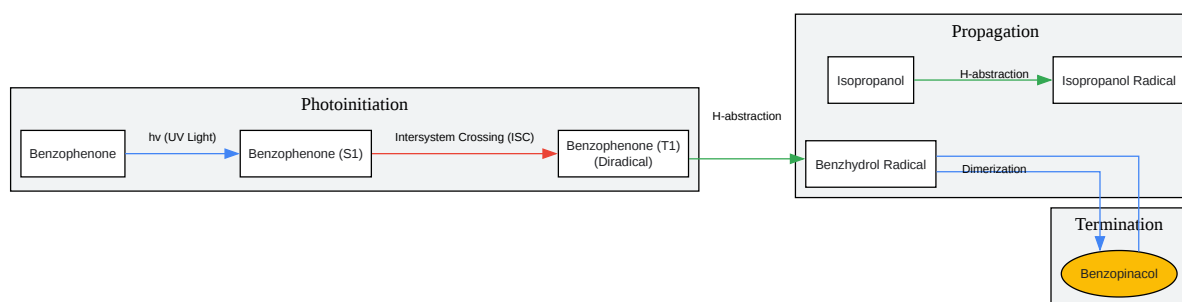 Propagation
Isopropanol
H-abstraction
Isopropanol Radical
Photoinitiation
H-abstraction
Benzophenone
hv (UV Light)
Benzophenone (S1)
Intersystem Crossing (ISC)
Benzophenone (T1)
(Diradical)
Benzhydrol Radical
Dimerization
Termination
Benzopinacol